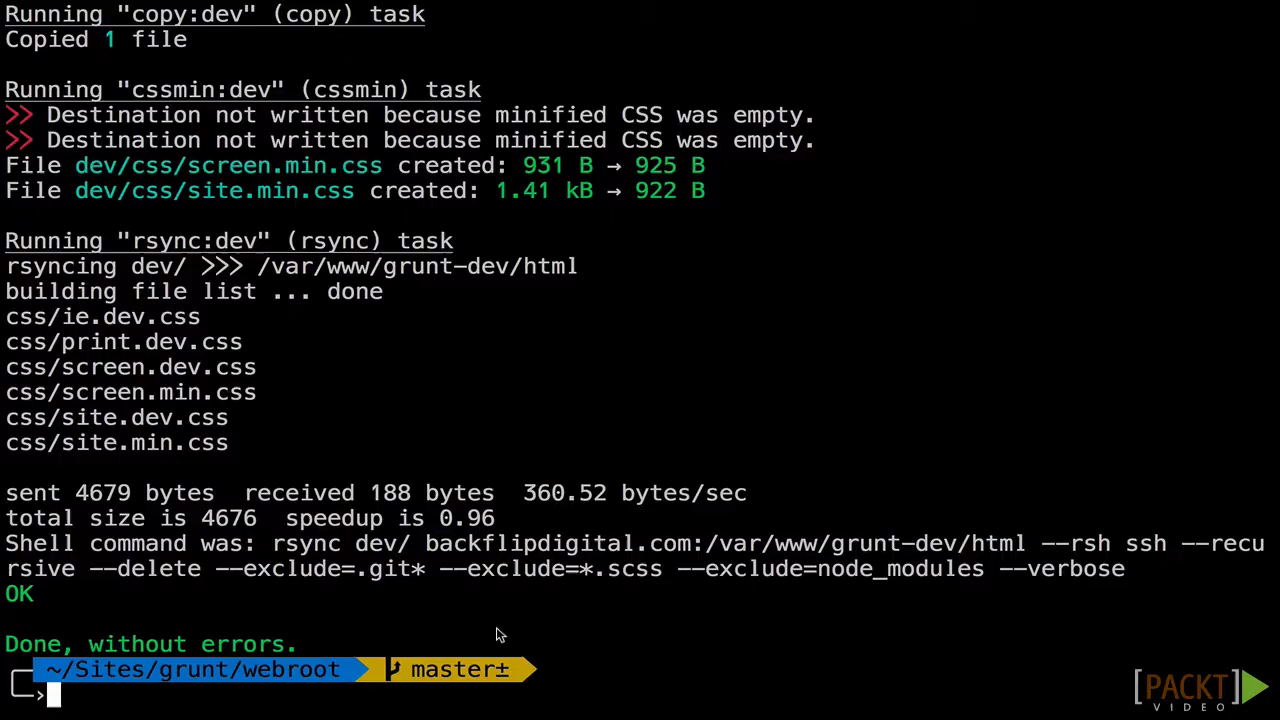 Running "copy:dev" (copy) task
Copied 1 file
Running "cssmin:dev" (cssmin) task
>> Destination not written because minified CSS was empty.
>> Destination not written because minified CSS was empty.
File dev/css/screen.min.css created: 931 B → 925 B
File dev/css/site.min.css created: 1.41 kB → 922 B
Running "rsync:dev" (rsync) task
rsyncing dev/ >>> /var/www/grunt-dev/html
building file list ... done
css/ie.dev.css
css/print.dev.css
css/screen.dev.css
css/screen.min.css
css/site.dev.css
css/site.min.css
sent 4679 bytes  received 188 bytes  360.52 bytes/sec
total size is 4676  speedup is 0.96
Shell command was: rsync dev/ backflipdigital.com:/var/www/grunt-dev/html --rsh ssh --recu
rsive --delete --exclude=.git* --exclude=*.scss --exclude=node_modules --verbose
OK
Done, without errors.
~/Sites/grunt/webroot master±
[PACKT]
VIDEO